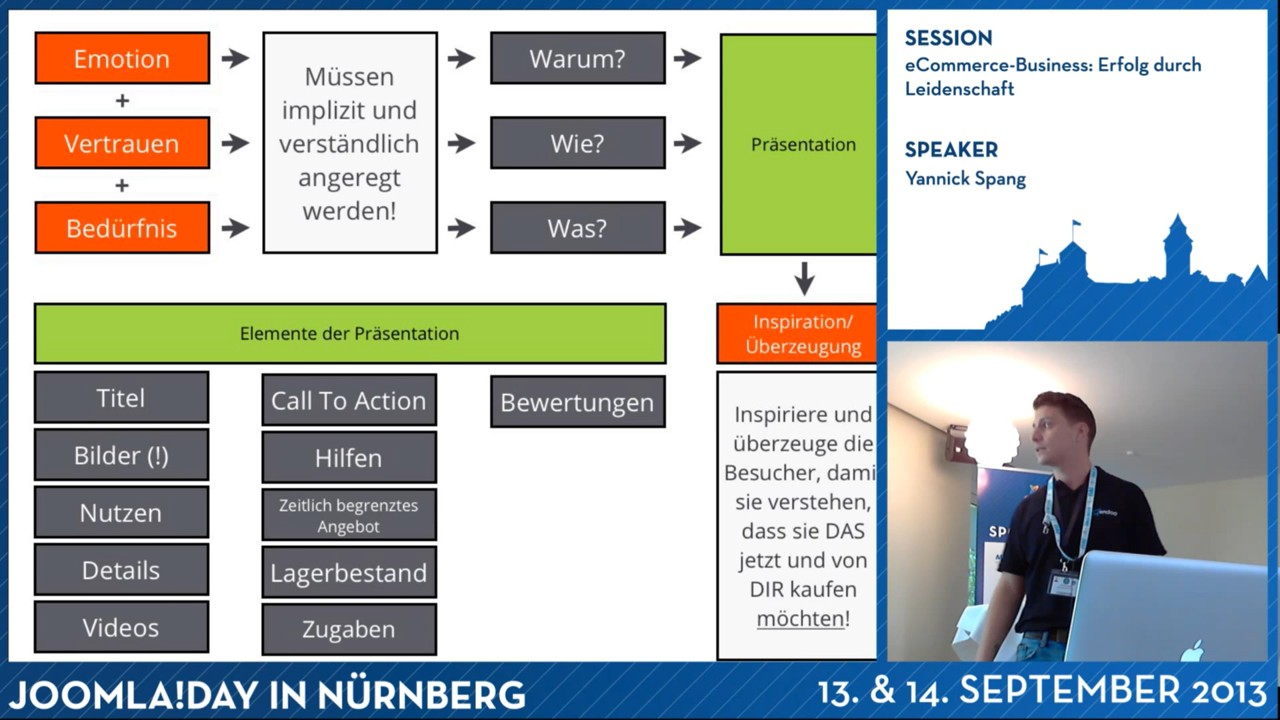 Emotion
+
Vertrauen
+
Bedürfnis
Müssen
implizit und
verständlich
angeregt
werden!
Warum?
Wie?
Was?
Präsentation
Elemente der Präsentation
Titel
Bilder (!)
Nutzen
Details
Videos
Call To Action
Hilfen
Zeitlich begrenztes
Angebot
Lagerbestand
Zugaben
Bewertungen
Inspiration/
Überzeugung
Inspiriere und
überzeuge die
Besucher, dami
sie verstehen,
dass sie DAS
jetzt und von
DIR kaufen
möchten!
SESSION
eCommerce-Business: Erfolg durch
Leidenschaft
SPEAKER
Yannick Spang
SP
JOOMLA!DAY IN NÜRNBERG
13. & 14. SEPTEMBER 2013